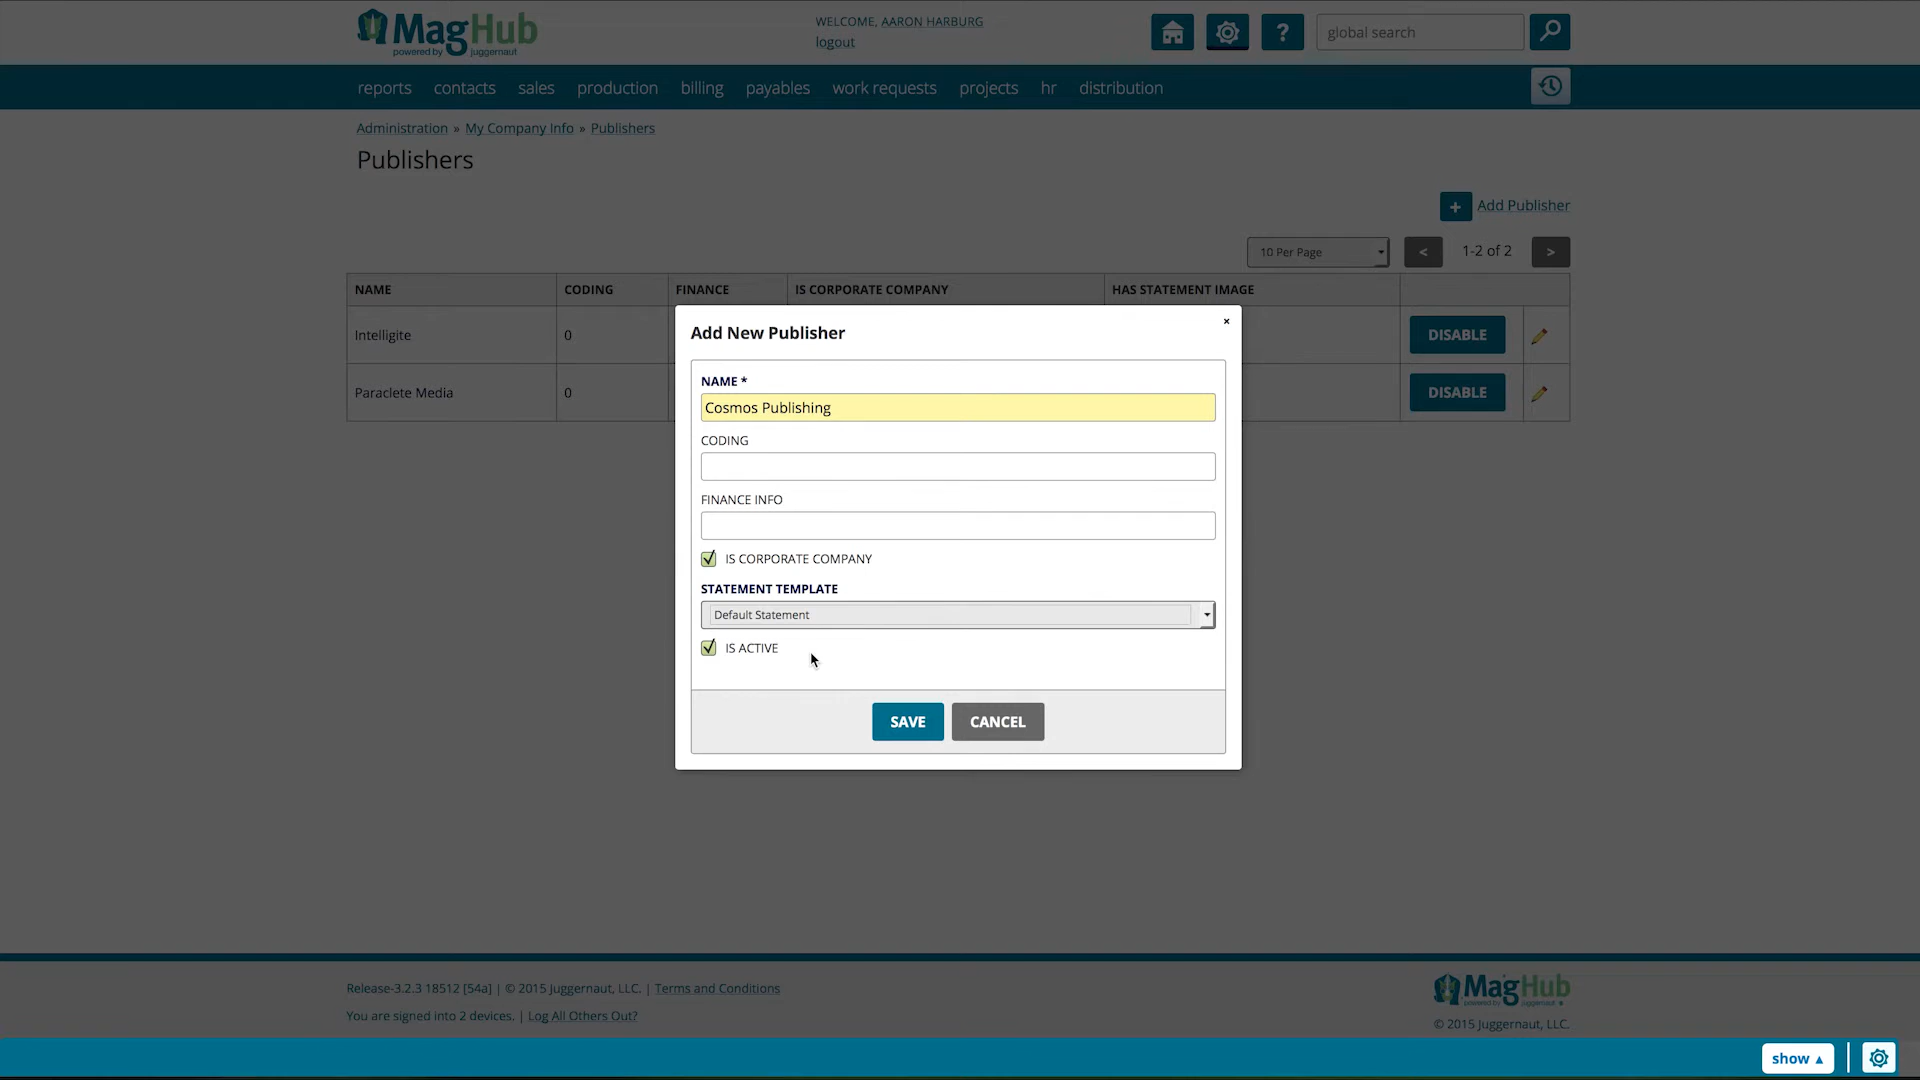 MagHub
powered by juggernaut
WELCOME, AARON HARBURG
logout
?
global search
reports contacts sales production billing payables work requests projects hr distribution
Administration » My Company Info » Publishers
Publishers
+ Add Publisher
10 Per Page < 1-2 of 2 >
NAME CODING FINANCE IS CORPORATE COMPANY HAS STATEMENT IMAGE
Intelligite 0 DISABLE
Paraclete Media 0 DISABLE
Add New Publisher ×
NAME *
Cosmos Publishing
CODING
FINANCE INFO
IS CORPORATE COMPANY
STATEMENT TEMPLATE
Default Statement
IS ACTIVE
SAVE CANCEL
Release-3.2.3 18512 [54a] | © 2015 Juggernaut, LLC. | Terms and Conditions
You are signed into 2 devices. | Log All Others Out?
MagHub
powered by juggernaut
© 2015 Juggernaut, LLC.
show ▲